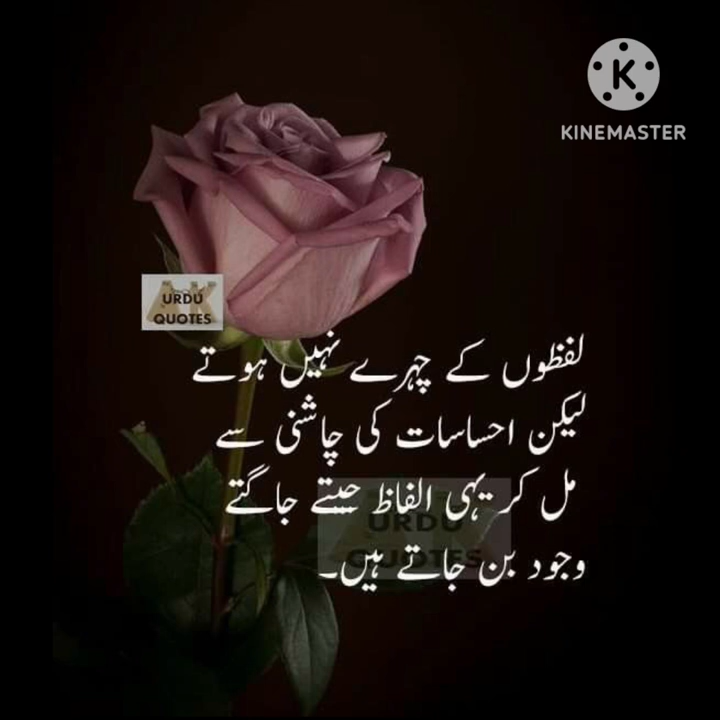 KINEMASTER
URDU
QUOTES
لفظوں کے چہرے نہیں ہوتے
لیکن احساسات کی چاشنی سے
مل کر یہی الفاظ جیتے جاگتے
وجود بن جاتے ہیں۔
URDU
QUOTES